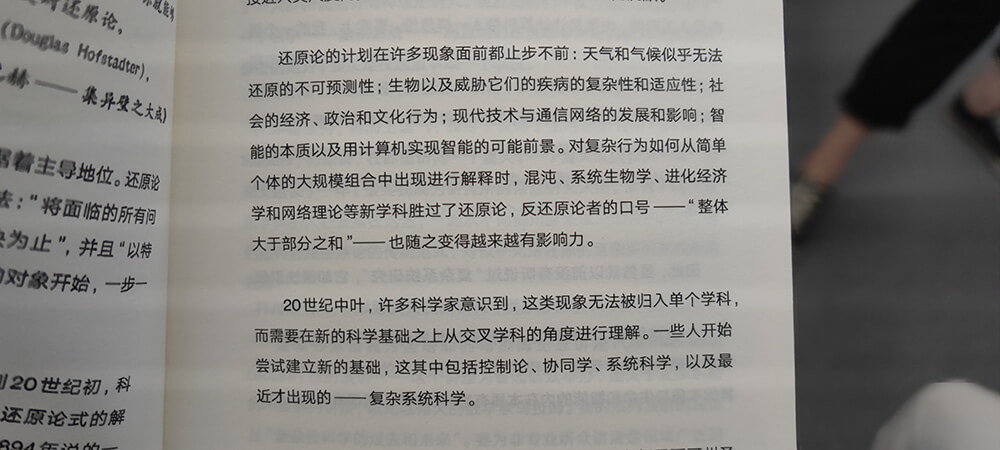 还原论，
(Douglas Hofstadter)，
——集异璧之大成）
据着主导地位。还原论
法：“将面临的所有问
决为止”，并且“以特
的对象开始，一步一
到20世纪初，科
还原论式的解
894年说的一
还原论的计划在许多现象面前都止步不前：天气和气候似乎无法
还原的不可预测性；生物以及威胁它们的疾病的复杂性和适应性；社
会的经济、政治和文化行为；现代技术与通信网络的发展和影响；智
能的本质以及用计算机实现智能的可能前景。对复杂行为如何从简单
个体的大规模组合中出现进行解释时，混沌、系统生物学、进化经济
学和网络理论等新学科胜过了还原论，反还原论者的口号——“整体
大于部分之和”——也随之变得越来越有影响力。
20世纪中叶，许多科学家意识到，这类现象无法被归入单个学科，
而需要在新的科学基础之上从交叉学科的角度进行理解。一些人开始
尝试建立新的基础，这其中包括控制论、协同学、系统科学，以及最
近才出现的——复杂系统科学。